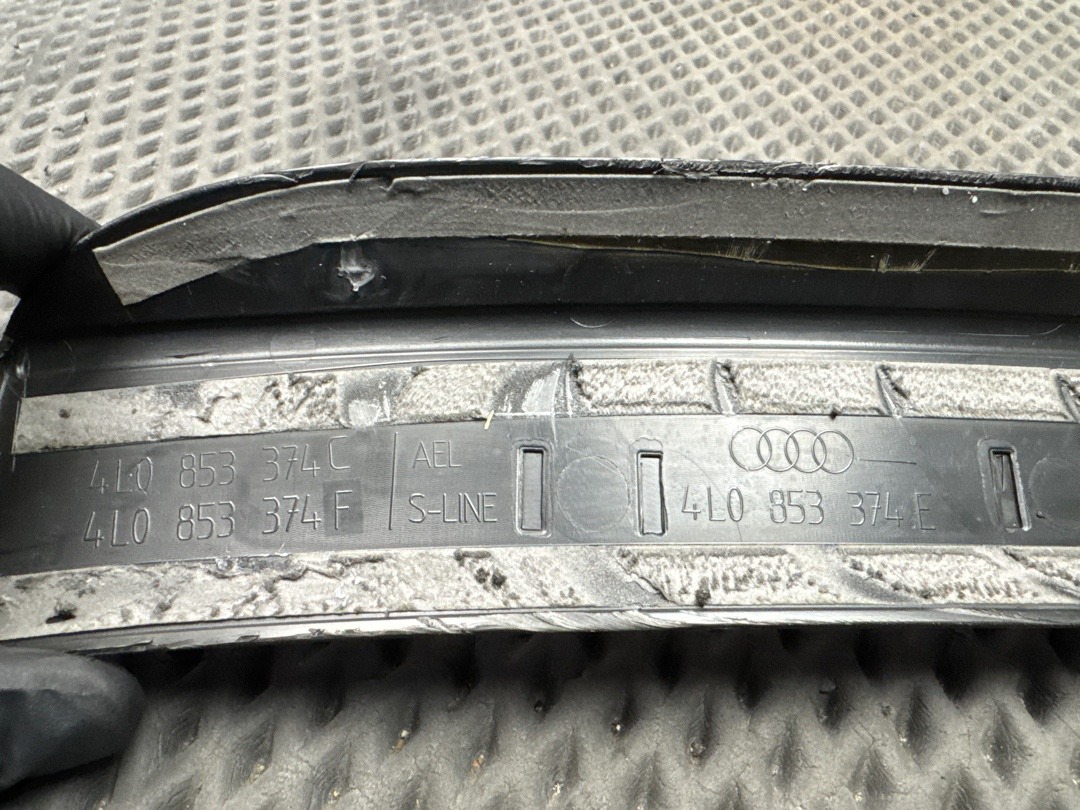 4L0 853 374 C
4L0 853 374 F
AEL
S-LINE
4L0 853 374 E